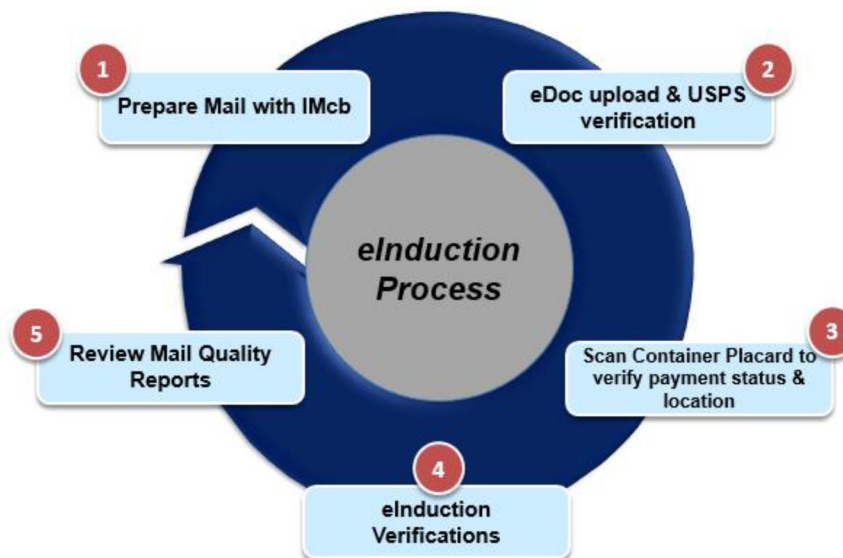 1
Prepare Mail with IMcb
2
eDoc upload & USPS
verification
eInduction
Process
3
Scan Container Placard to
verify payment status &
location
4
eInduction
Verifications
5
Review Mail Quality
Reports